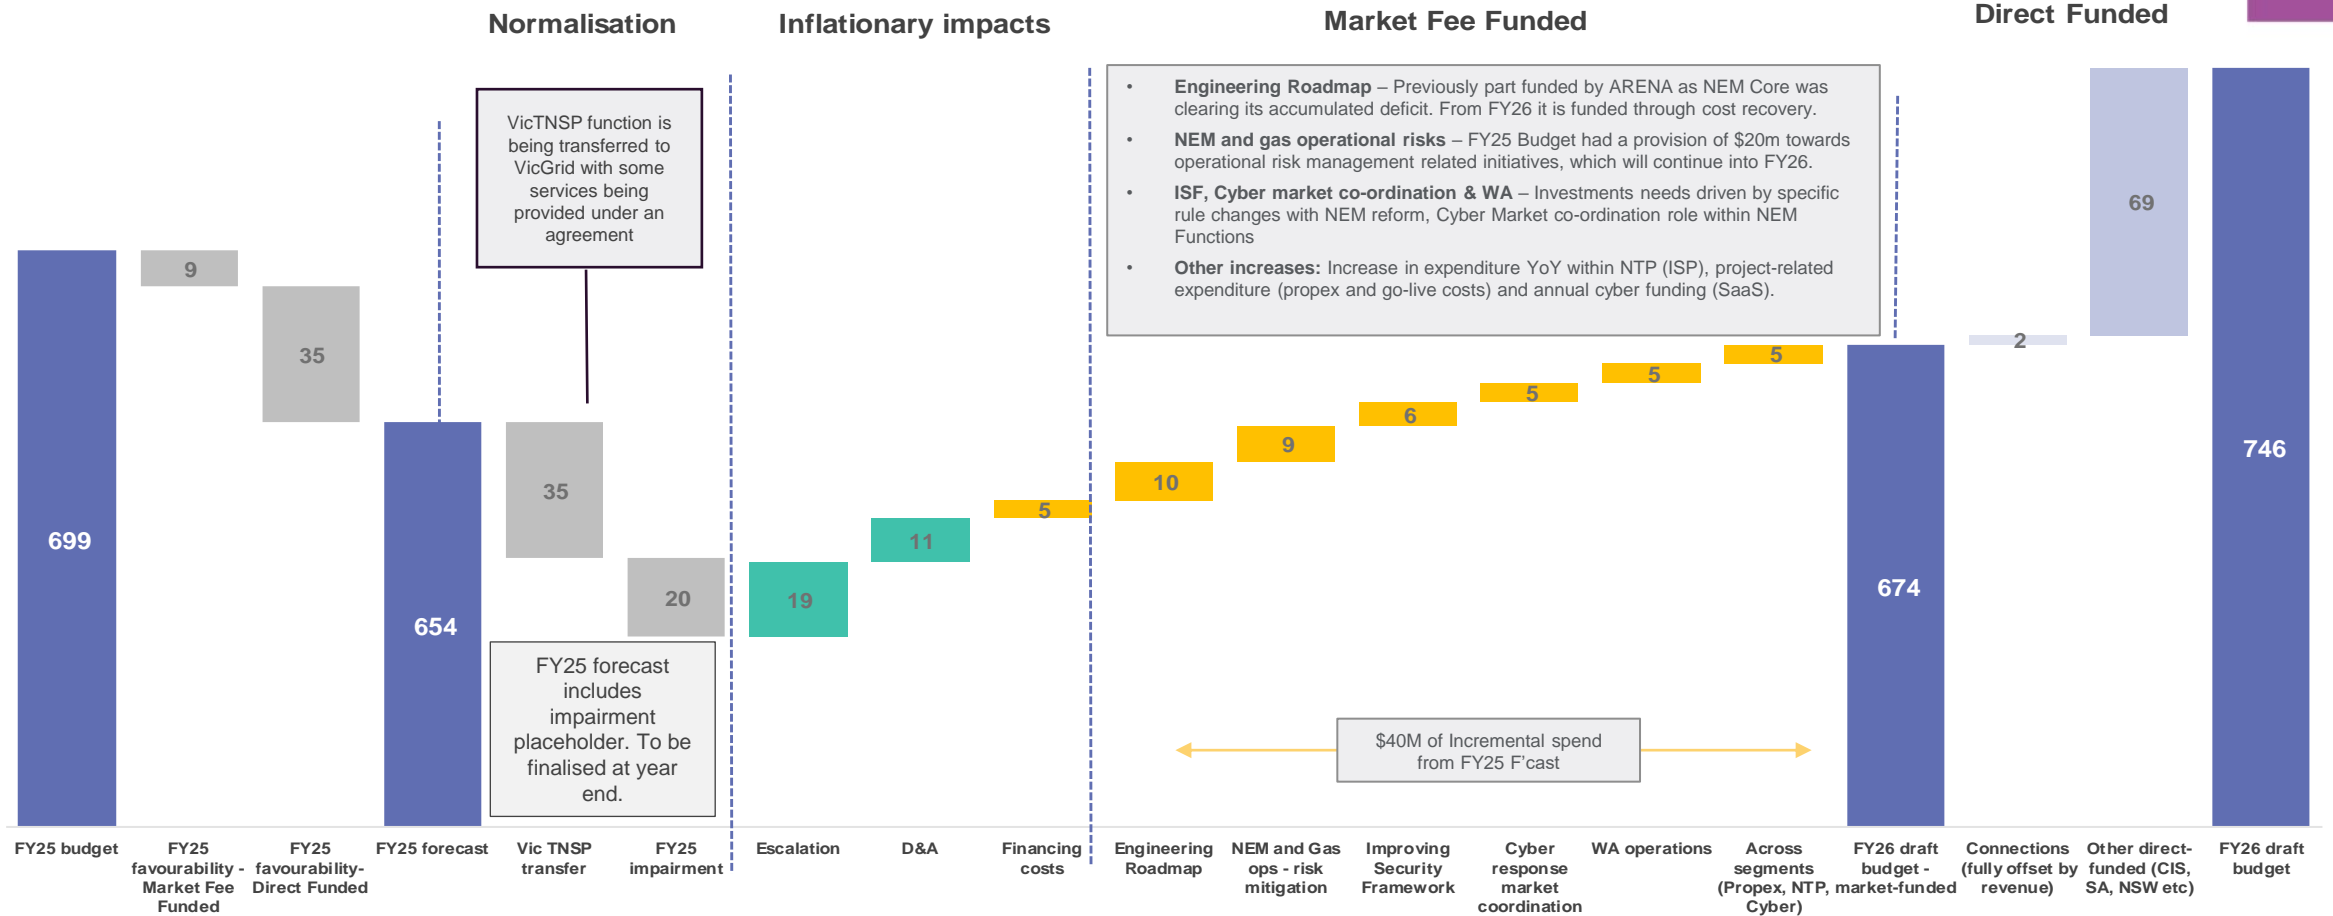 Normalisation
Inflationary impacts
Market Fee Funded
Direct Funded
VicTNSP function is
being transferred to
VicGrid with some
services being
provided under an
agreement
• Engineering Roadmap – Previously part funded by ARENA as NEM Core was
clearing its accumulated deficit. From FY26 it is funded through cost recovery.
• NEM and gas operational risks – FY25 Budget had a provision of $20m towards
operational risk management related initiatives, which will continue into FY26.
• ISF, Cyber market co-ordination & WA – Investments needs driven by specific
rule changes with NEM reform, Cyber Market co-ordination role within NEM
Functions
• Other increases: Increase in expenditure YoY within NTP (ISP), project-related
expenditure (propex and go-live costs) and annual cyber funding (SaaS).
699
9
35
654
35
20
19
11
5
10
9
6
5
5
5
674
2
69
746
FY25 forecast
includes
impairment
placeholder. To be
finalised at year
end.
$40M of Incremental spend
from FY25 F'cast
FY25 budget
FY25
favourability -
Market Fee
Funded
FY25
favourability-
Direct Funded
FY25 forecast
Vic TNSP
transfer
FY25
impairment
Escalation
D&A
Financing
costs
Engineering
Roadmap
NEM and Gas
ops - risk
mitigation
Improving
Security
Framework
Cyber
response
market
coordination
WA operations
Across
segments
(Propex, NTP,
Cyber)
FY26 draft
budget -
market-funded
Connections
(fully offset by
revenue)
Other direct-
funded (CIS,
SA, NSW etc)
FY26 draft
budget